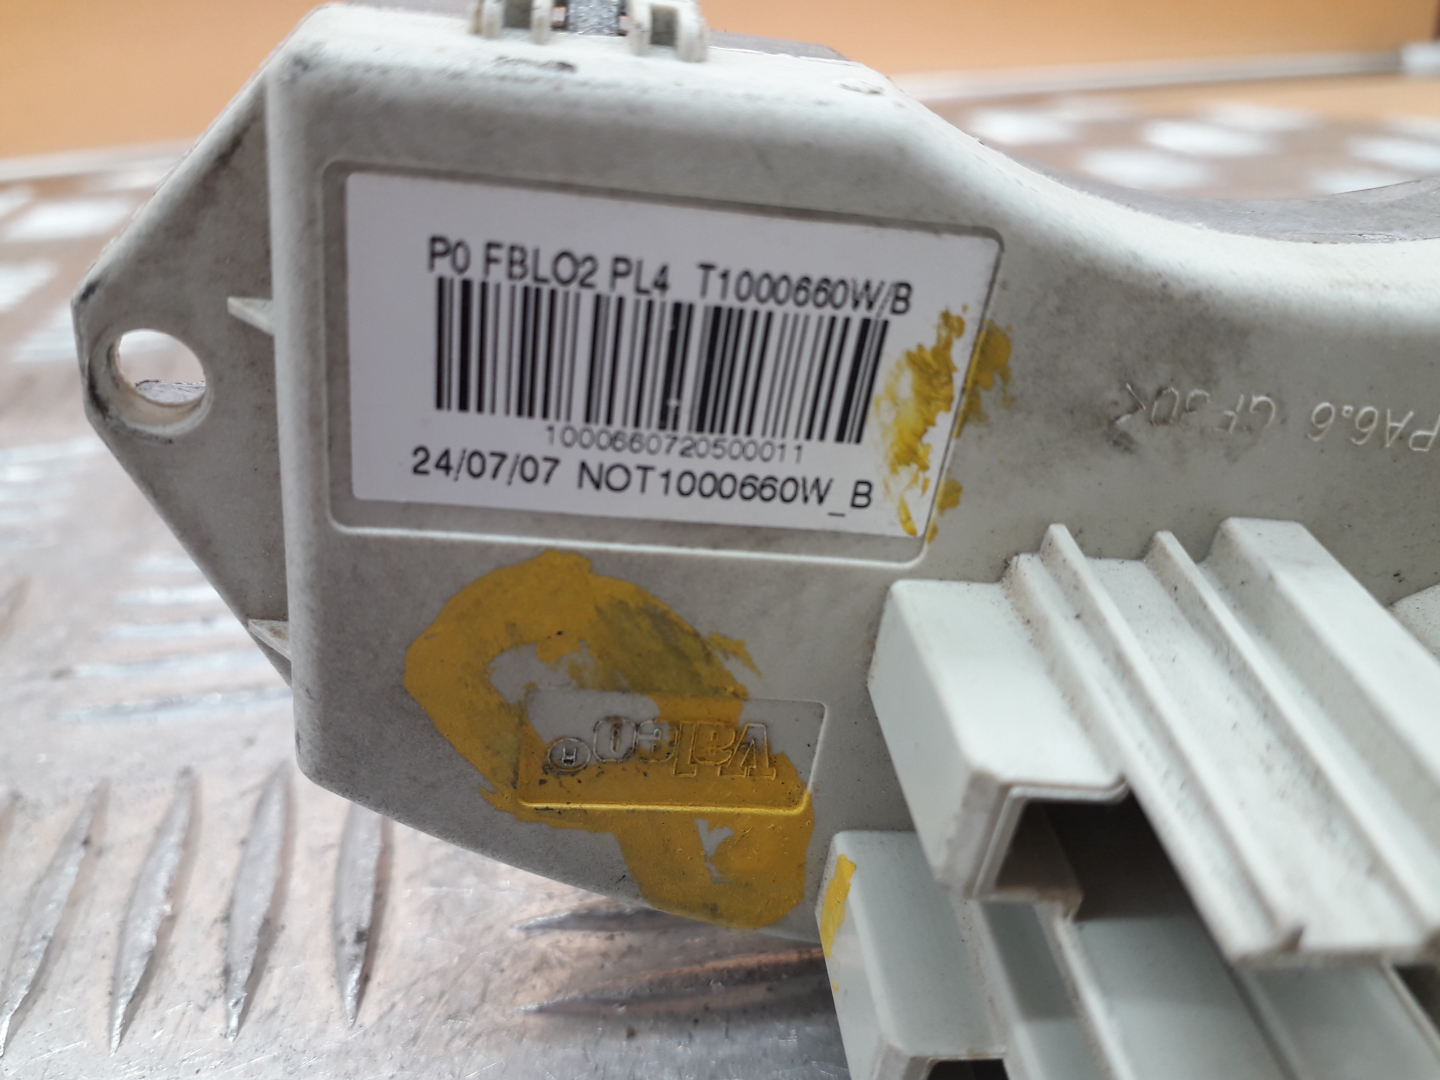 P0 FBLO2 PL4 T1000660W/B
1000660720500011
24/07/07 NOT1000660W_B
Valeo®
PA6.6 GF30%